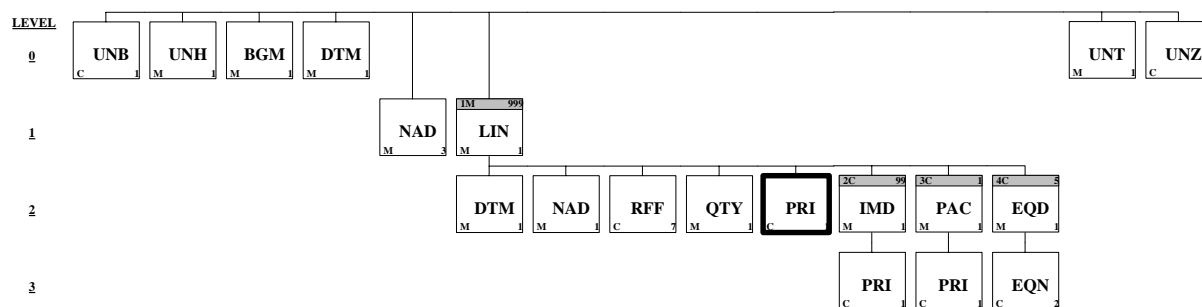 LEVEL
0
UNB UNH BGM DTM UNT UNZ
C 1 M 1 M 1 M 1 M 1 C
1M 999
1
NAD LIN
M 3 M 1
2C 99 3C 1 4C 5
2
DTM NAD RFF QTY PRI IMD PAC EQD
M 1 M 1 C 7 M 1 C M 1 M 1 M 1
3
PRI PRI EQN
C 1 C 1 C 2